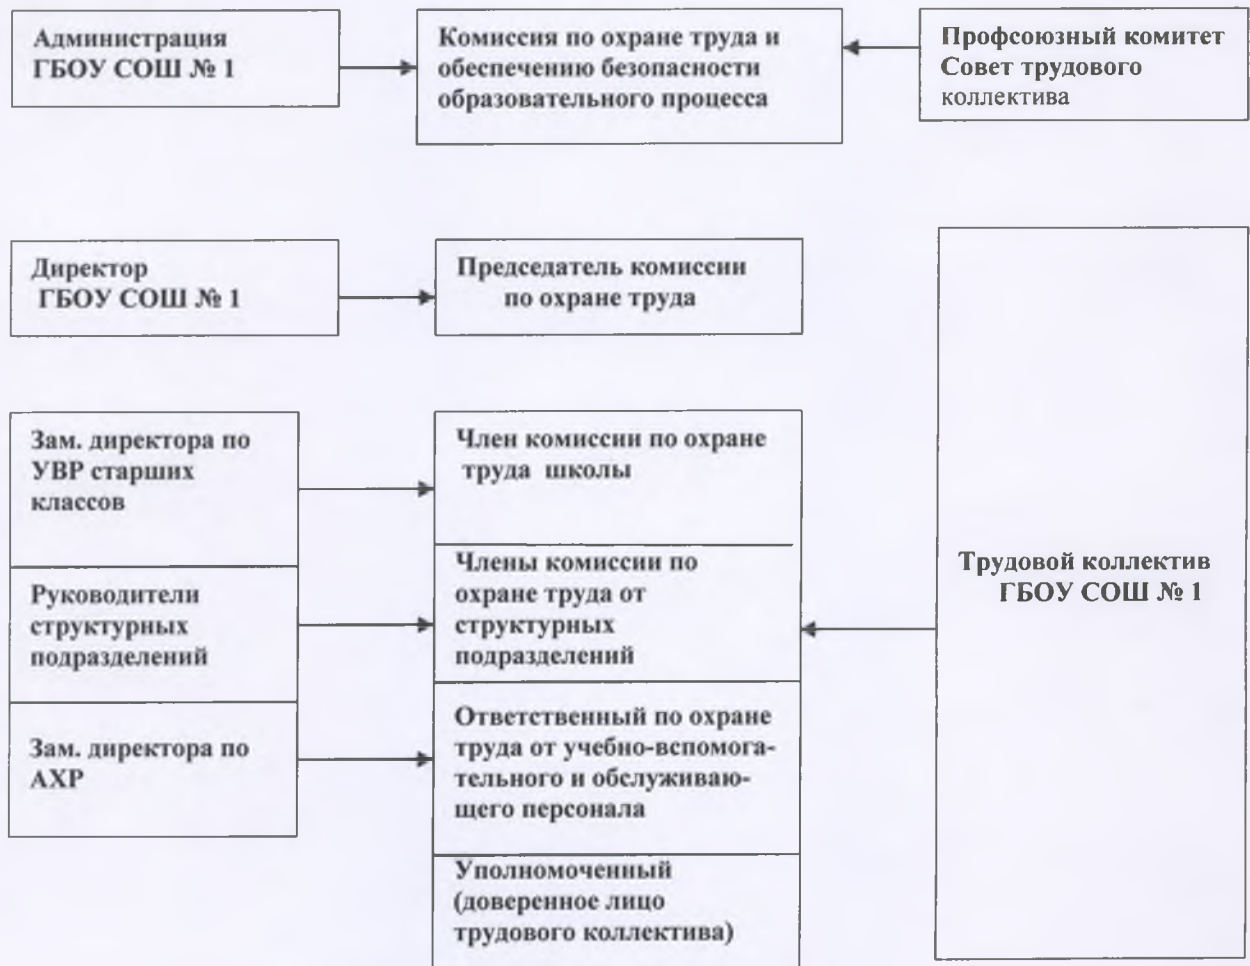 Администрация
ГБОУ СОШ № 1
Комиссия по охране труда и
обеспечению безопасности
образовательного процесса
Профсоюзный комитет
Совет трудового
коллектива
Директор
ГБОУ СОШ № 1
Председатель комиссии
по охране труда
Зам. директора по
УВР старших
классов
Руководители
структурных
подразделений
Зам. директора по
АХР
Член комиссии по охране
труда школы
Члены комиссии по
охране труда от
структурных
подразделений
Ответственный по охране
труда от учебно-вспомога-
тельного и обслуживаю-
щего персонала
Уполномоченный
(доверенное лицо
трудового коллектива)
Трудовой коллектив
ГБОУ СОШ № 1